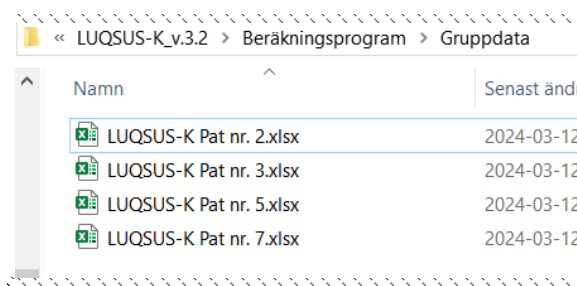 « LUQSUS-K_v.3.2 > Beräkningsprogram > Gruppdata
Namn Senast änd
LUQSUS-K Pat nr. 2.xlsx 2024-03-12
LUQSUS-K Pat nr. 3.xlsx 2024-03-12
LUQSUS-K Pat nr. 5.xlsx 2024-03-12
LUQSUS-K Pat nr. 7.xlsx 2024-03-12